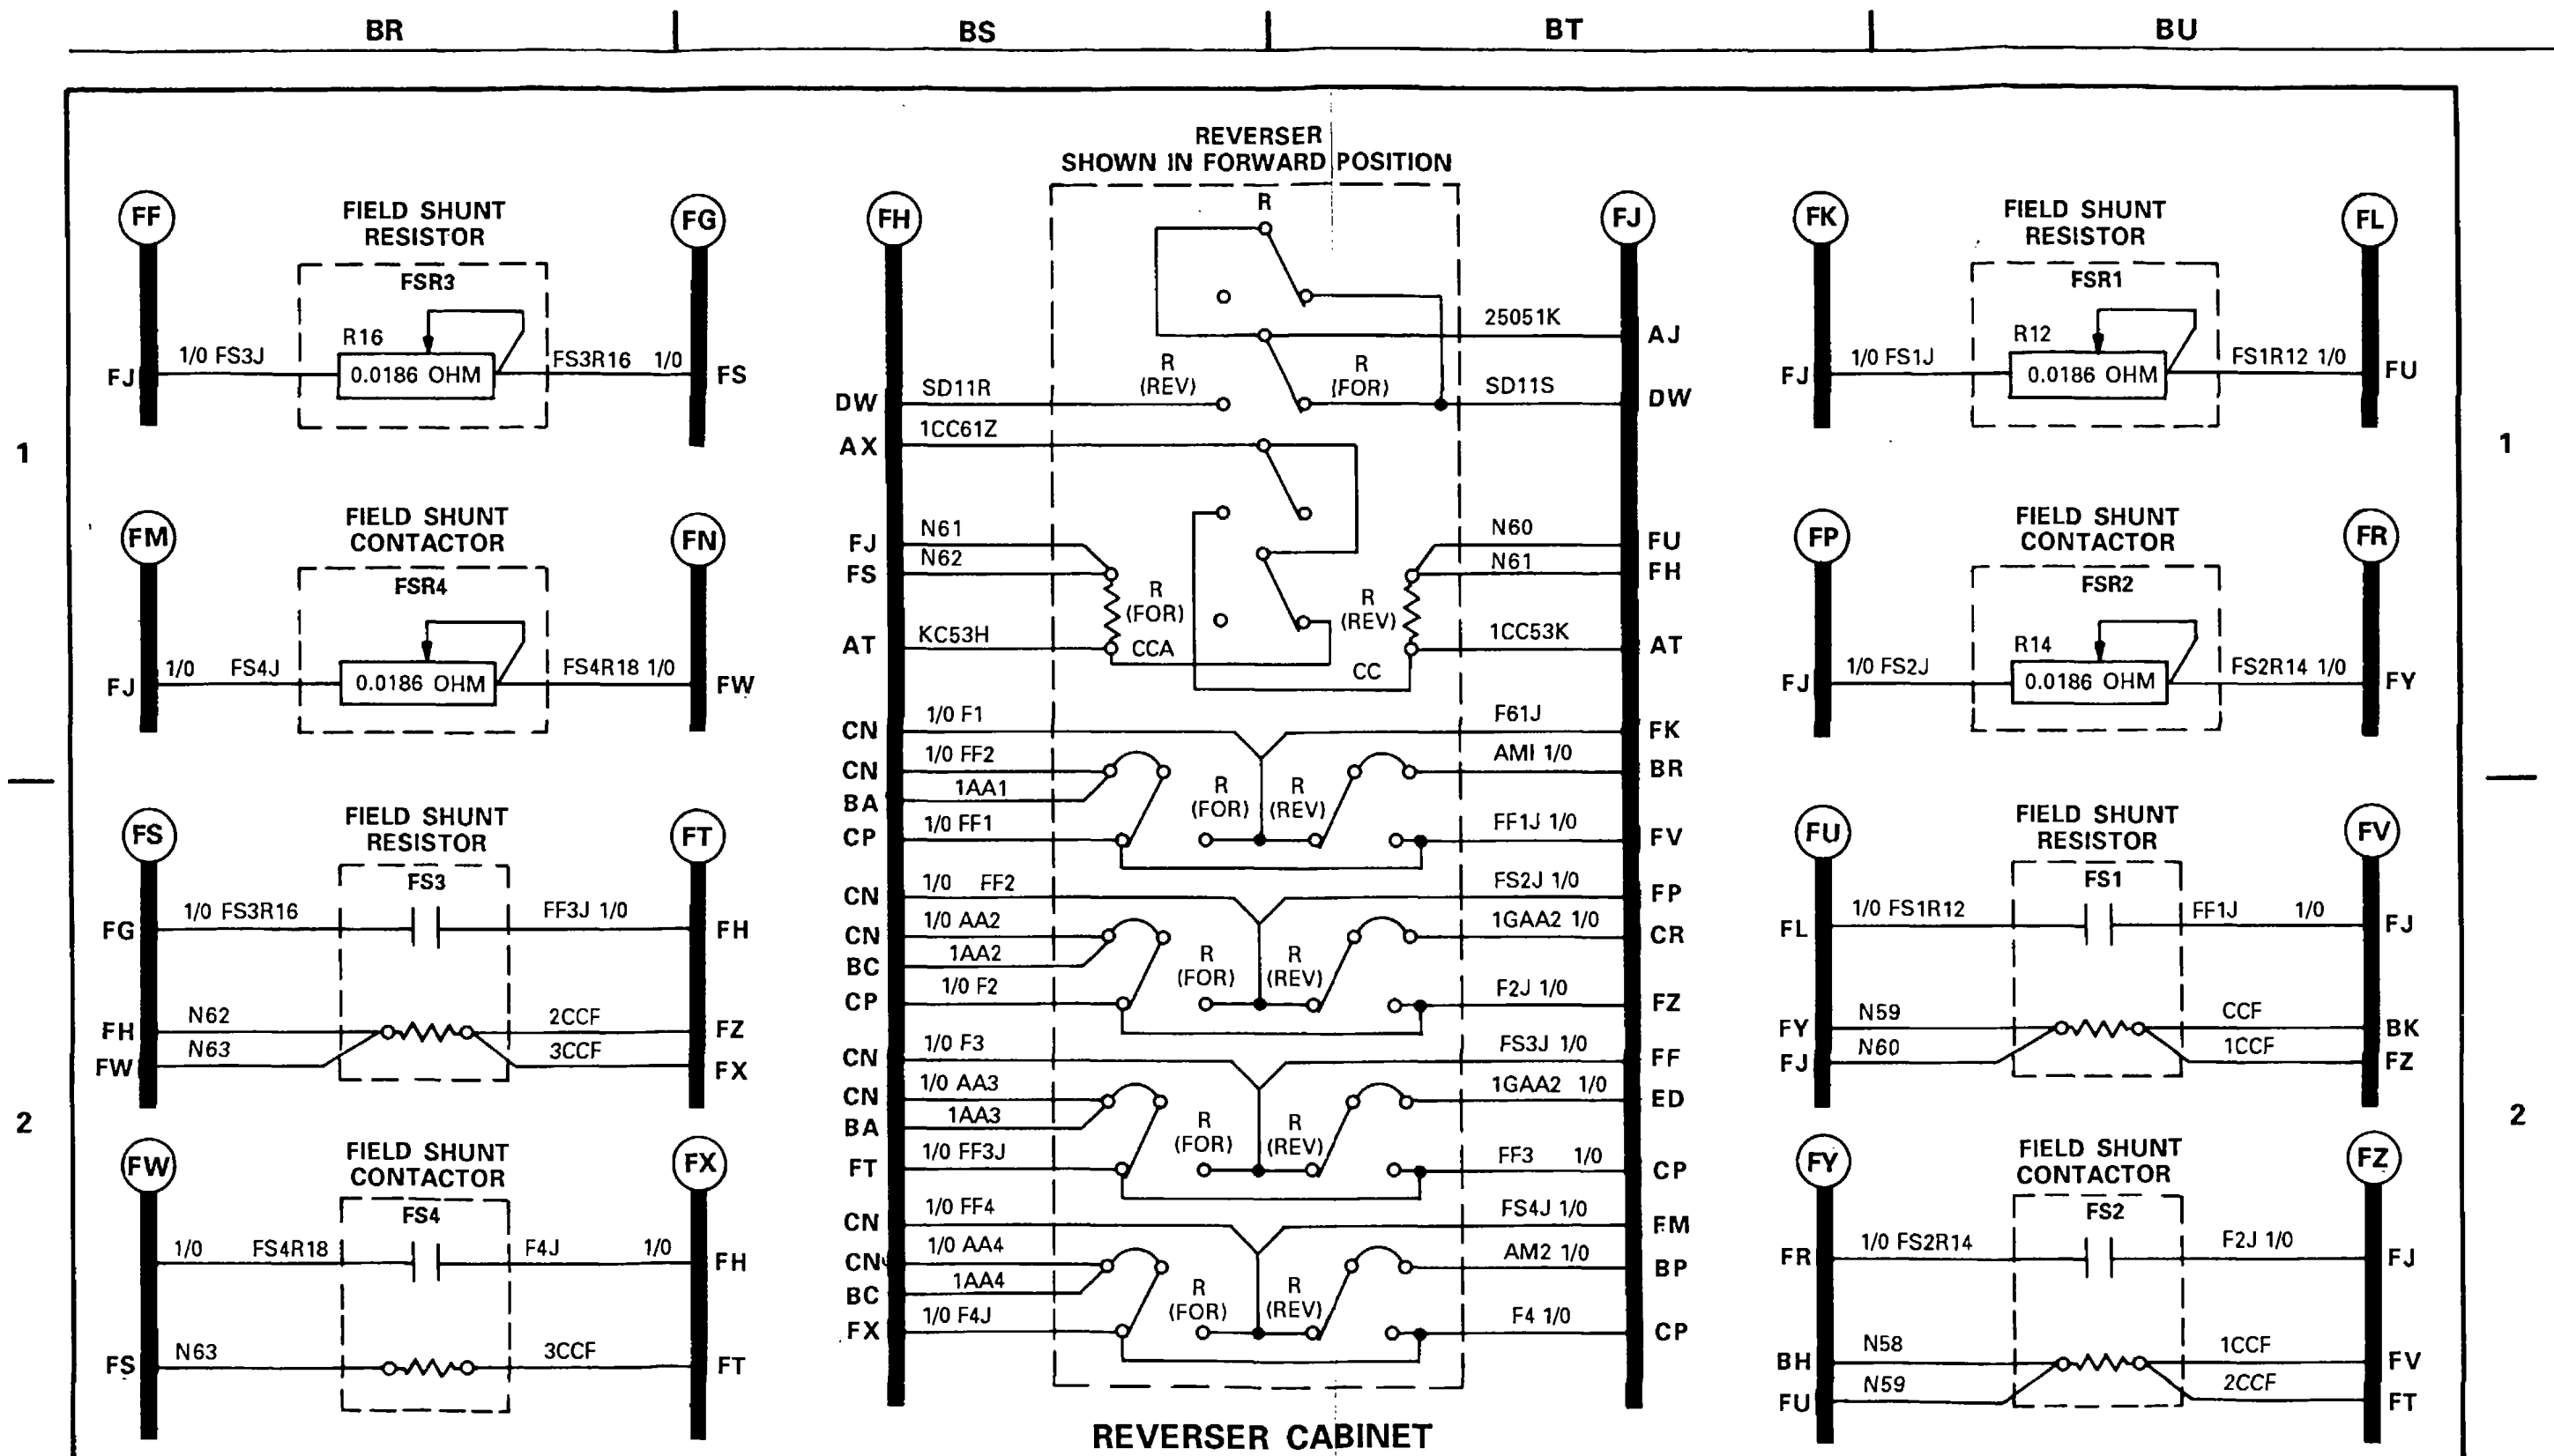 BR BS BT BU
REVERSER
SHOWN IN FORWARD POSITION
FF
FIELD SHUNT
RESISTOR
FSR3
FG
R16
1/0 FS3J
0.0186 OHM
FS3R16 1/0
FJ
FS
1
FM
FIELD SHUNT
CONTACTOR
FSR4
FN
1/0 FS4J
0.0186 OHM
FS4R18 1/0
FJ
FW
FS
FIELD SHUNT
RESISTOR
FS3
FT
FG
1/0 FS3R16
FF3J 1/0
FH
FH
N62
2CCF
FZ
FW
N63
3CCF
FX
2
FW
FIELD SHUNT
CONTACTOR
FS4
FX
1/0 FS4R18
F4J 1/0
FH
FS
N63
3CCF
FT
FH
R
FJ
25051K
AJ
R
(REV)
R
(FOR)
DW
SD11R
SD11S
DW
AX
1CC61Z
FJ
N61
N60
FU
FS
N62
N61
FH
R
(FOR)
R
(REV)
AT
KC53H
CCA
CC
1CC53K
AT
CN
1/0 F1
F61J
FK
CN
1/0 FF2
AMI 1/0
BR
BA
1AA1
R
(FOR)
R
(REV)
CP
1/0 FF1
FF1J 1/0
FV
CN
1/0 FF2
FS2J 1/0
FP
CN
1/0 AA2
1GAA2 1/0
CR
BC
1AA2
R
(FOR)
R
(REV)
CP
1/0 F2
F2J 1/0
FZ
CN
1/0 F3
FS3J 1/0
FF
CN
1/0 AA3
1GAA2 1/0
ED
BA
1AA3
R
(FOR)
R
(REV)
FT
1/0 FF3J
FF3 1/0
CP
CN
1/0 FF4
FS4J 1/0
FM
CN
1/0 AA4
AM2 1/0
BP
BC
1AA4
R
(FOR)
R
(REV)
FX
1/0 F4J
F4 1/0
CP
REVERSER CABINET
FK
FIELD SHUNT
RESISTOR
FSR1
FL
R12
1/0 FS1J
0.0186 OHM
FS1R12 1/0
FJ
FU
1
FP
FIELD SHUNT
CONTACTOR
FSR2
FR
R14
1/0 FS2J
0.0186 OHM
FS2R14 1/0
FJ
FY
FU
FIELD SHUNT
RESISTOR
FS1
FV
FL
1/0 FS1R12
FF1J 1/0
FJ
FY
N59
CCF
BK
FJ
N60
1CCF
FZ
2
FY
FIELD SHUNT
CONTACTOR
FS2
FZ
FR
1/0 FS2R14
F2J 1/0
FJ
BH
N58
1CCF
FV
FU
N59
2CCF
FT